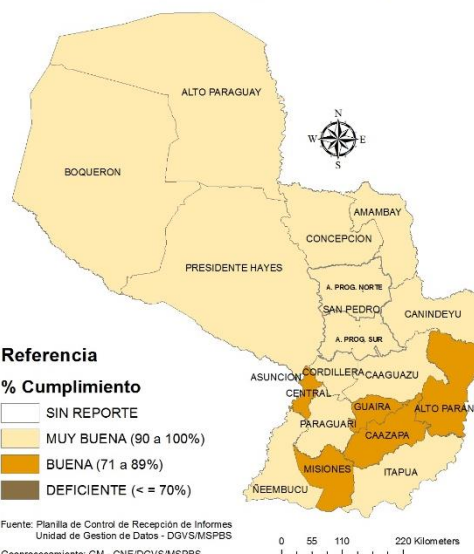 ALTO PARAGUAY
N
W E
S
BOQUERON
AMAMBAY
CONCEPCION
PRESIDENTE HAYES
A. PROG. NORTE
SAN PEDRO
CANINDEYU
A. PROG. SUR
Referencia
ASUNCION
CORDILLERA
CAAGUAZU
% Cumplimiento
CENTRAL
SIN REPORTE
GUAIRA
ALTO PARAN
PARAGUARI
MUY BUENA (90 a 100%)
CAAZAPA
BUENA (71 a 89%)
MISIONES
ITAPUA
DEFICIENTE (< = 70%)
ÑEEMBUCU
Fuente: Planilla de Control de Recepción de Informes
Unidad de Gestion de Datos - DGVS/MSPBS
0 55 110 220 Kilometers